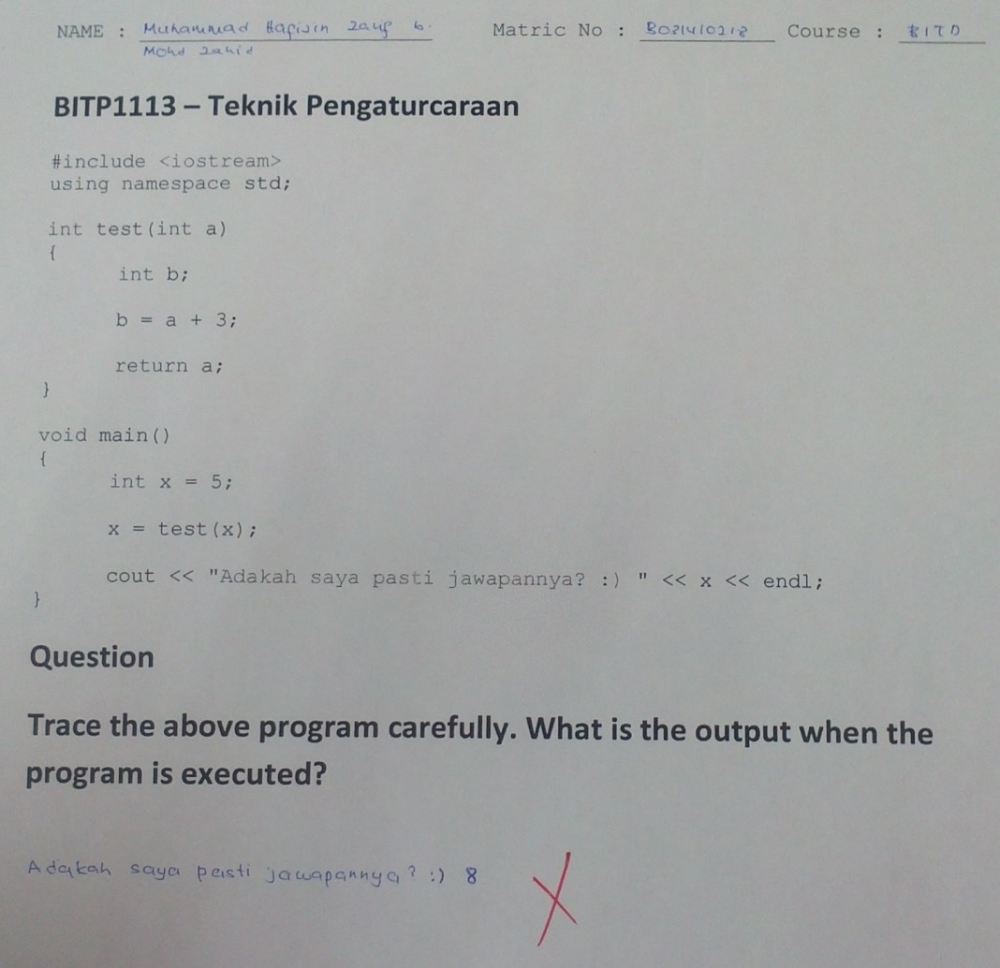 NAME : Muhammad Hafizin Zauf b. Matric No : B031410218 Course : BITD
Mohd Zahid
BITP1113 – Teknik Pengaturcaraan
#include <iostream>
using namespace std;
int test(int a)
{
int b;
b = a + 3;
return a;
}
void main()
{
int x = 5;
x = test(x);
cout << "Adakah saya pasti jawapannya? :) " << x << endl;
}
Question
Trace the above program carefully. What is the output when the
program is executed?
Adakah saya pasti jawapannya? :) 8